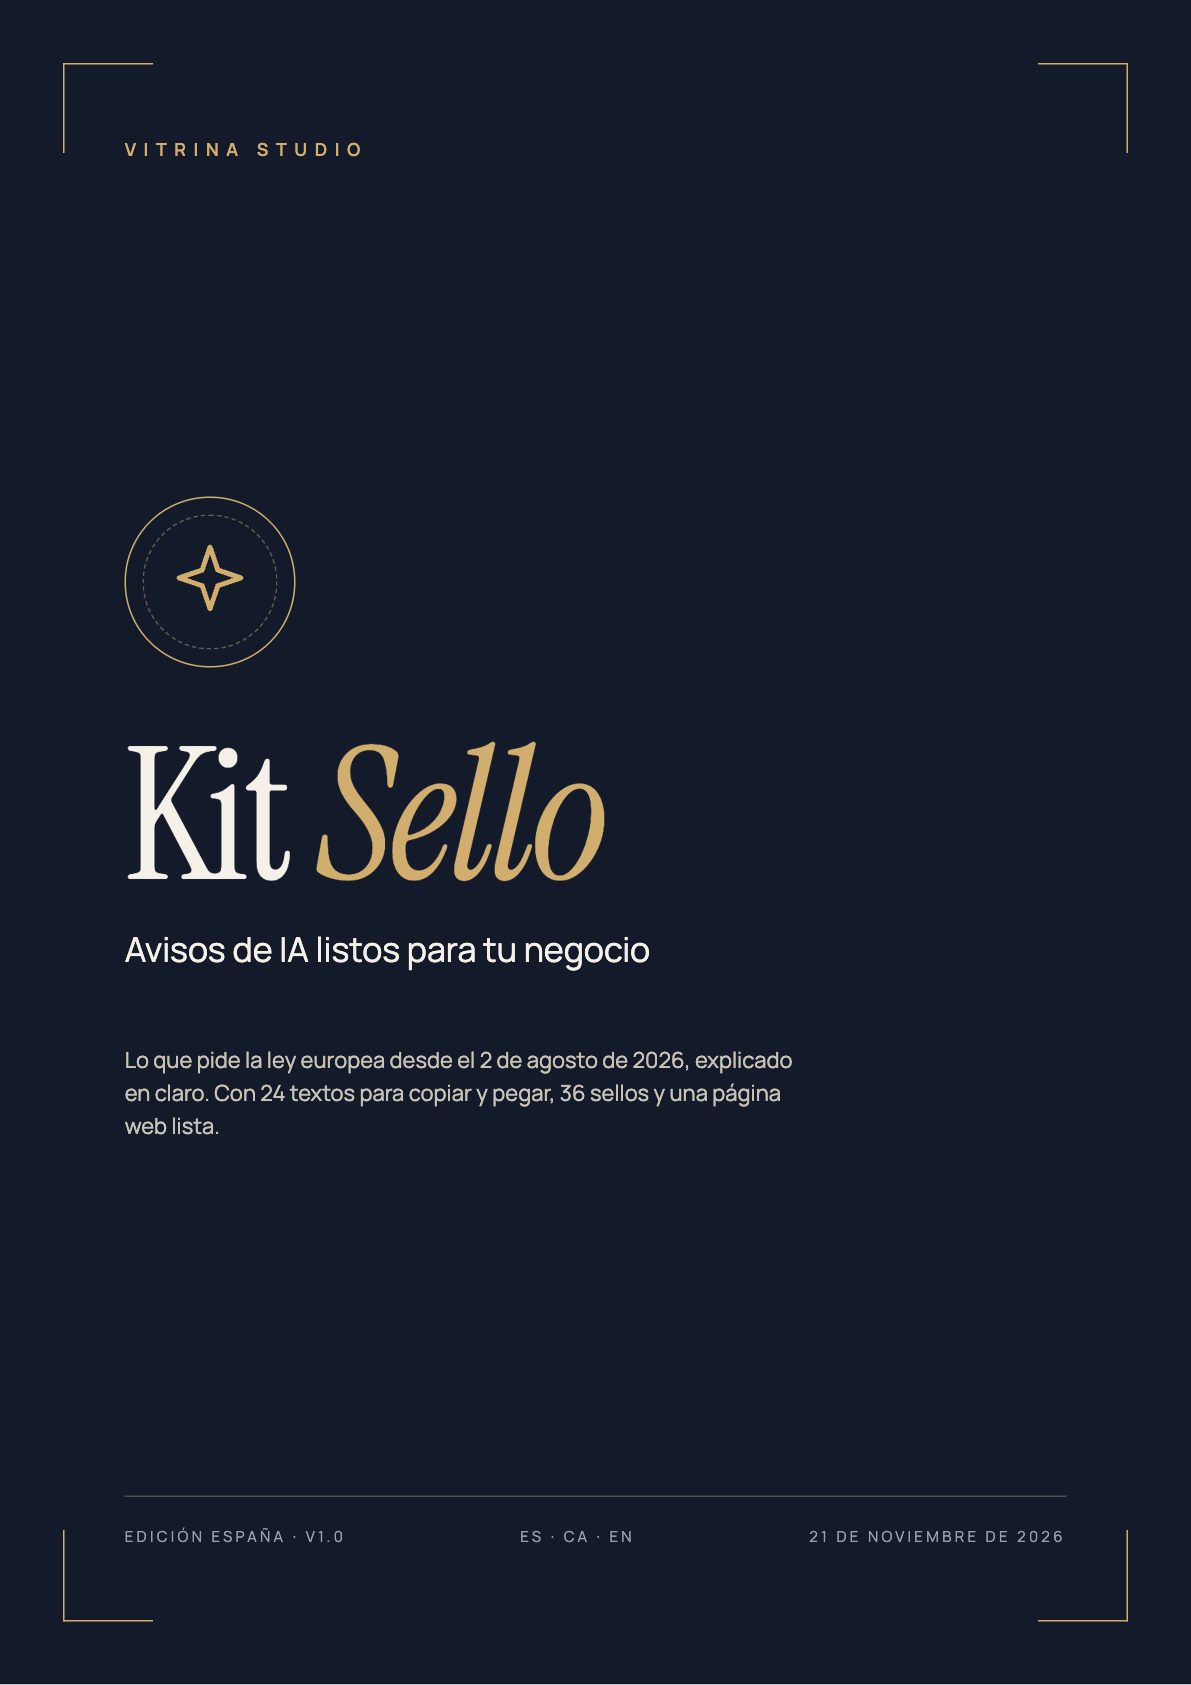 VITRINA STUDIO
Kit Sello
Avisos de IA listos para tu negocio
Lo que pide la ley europea desde el 2 de agosto de 2026, explicado
en claro. Con 24 textos para copiar y pegar, 36 sellos y una página
web lista.
EDICIÓN ESPAÑA · V1.0
ES · CA · EN
21 DE NOVIEMBRE DE 2026